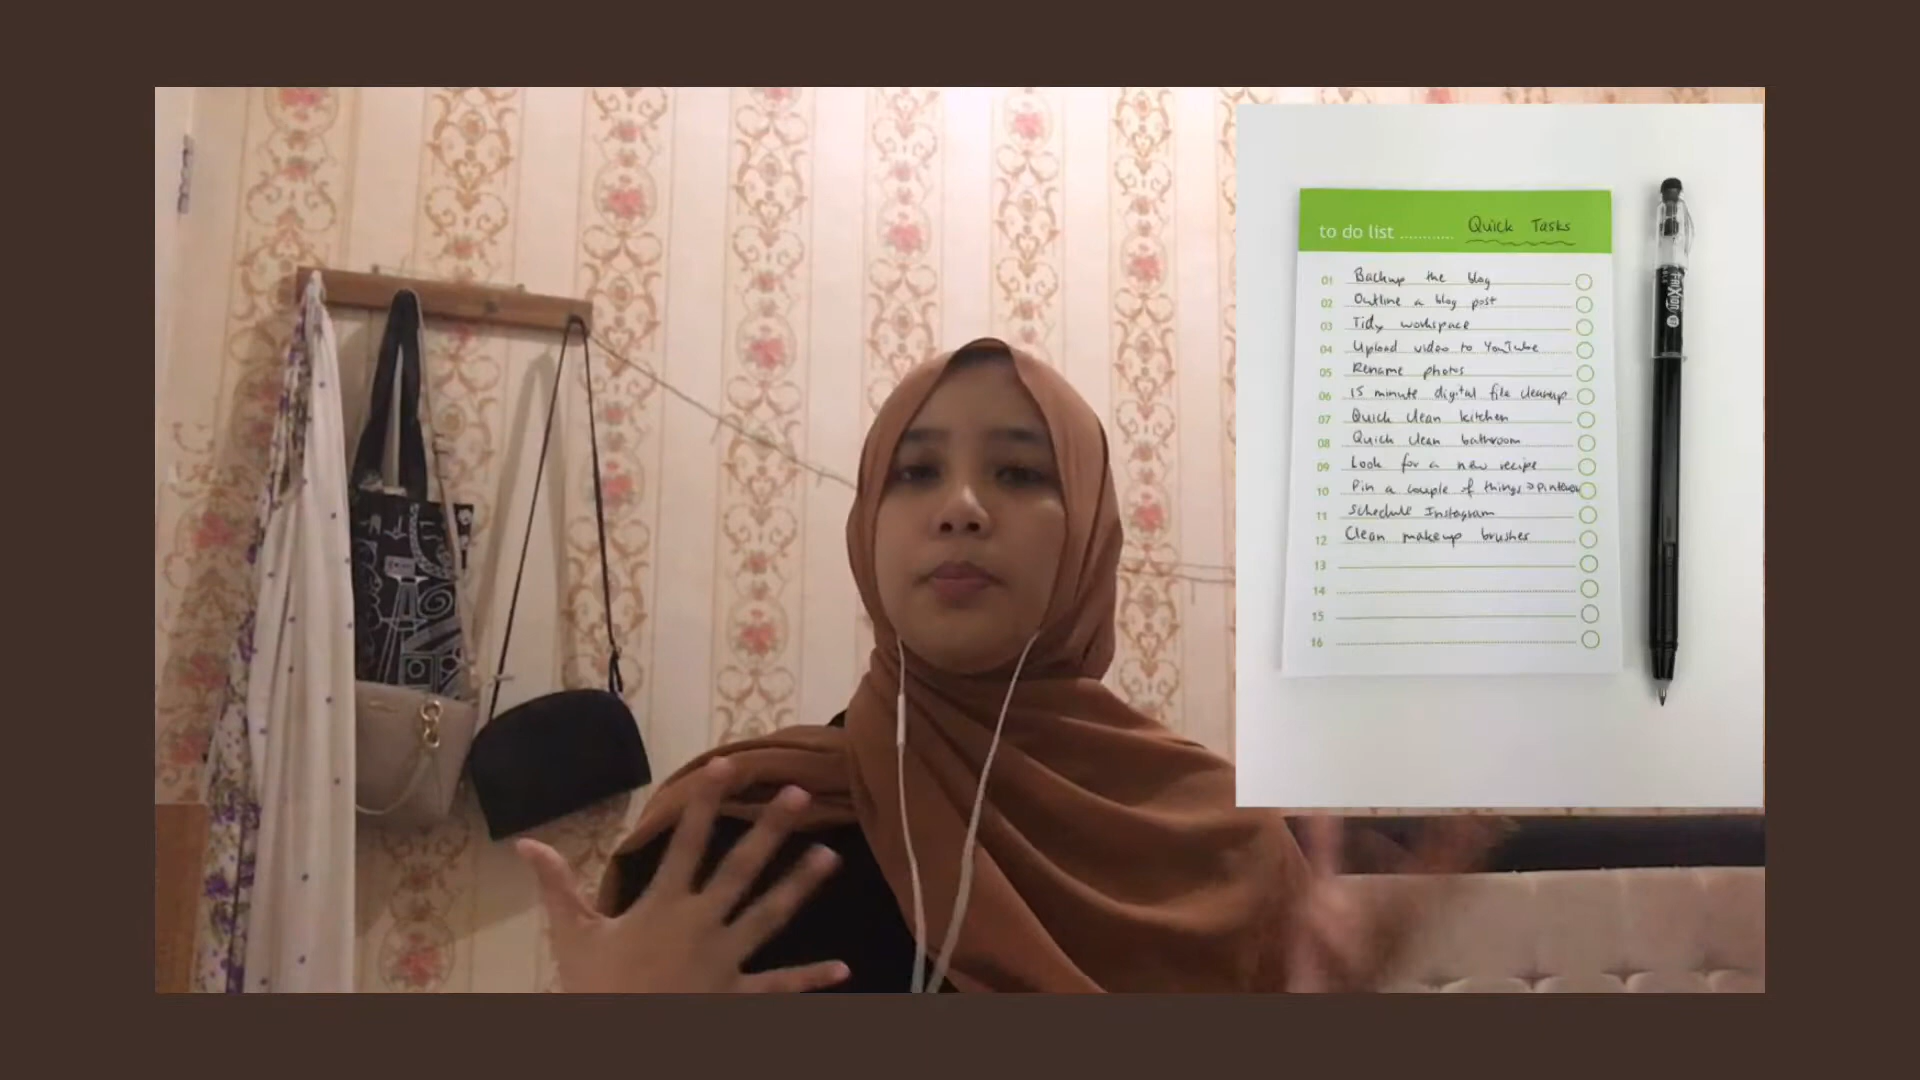 to do list .......... Quick Tasks
01 Backup the blog
02 Outline a blog post
03 Tidy workspace
04 Upload video to YouTube
05 Rename photos
06 15 minute digital file cleanup
07 Quick clean kitchen
08 Quick clean bathroom
09 Look for a new recipe
10 Pin a couple of things
11 Schedule Instagram
12 Clean makeup brushes
13
14
15
16
FRIXION